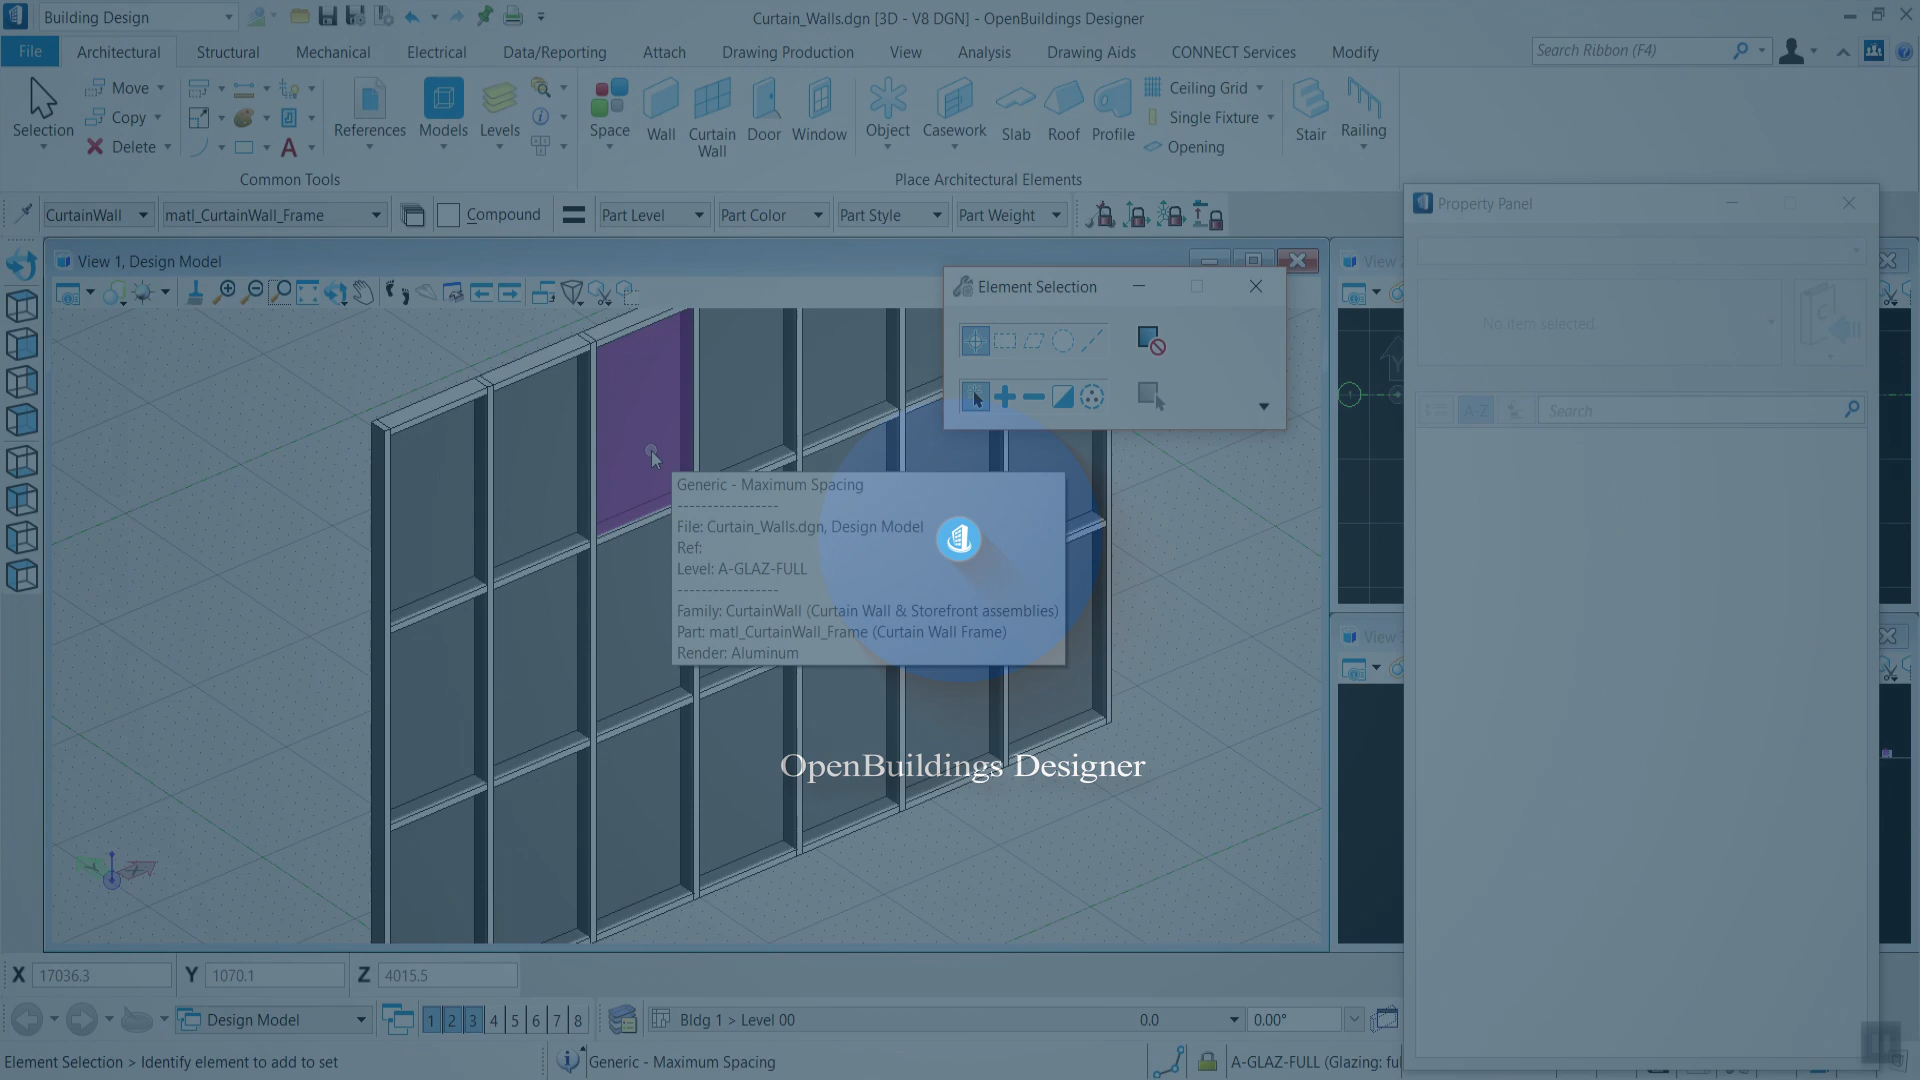 Building Design
Curtain_Walls.dgn [3D - V8 DGN] - OpenBuildings Designer
File
Architectural
Structural
Mechanical
Electrical
Data/Reporting
Attach
Drawing Production
View
Analysis
Drawing Aids
CONNECT Services
Modify
Search Ribbon (F4)
Selection
Move
Copy
Delete
References
Models
Levels
Common Tools
Space
Wall
Curtain
Wall
Door
Window
Object
Casework
Slab
Roof
Profile
Ceiling Grid
Single Fixture
Opening
Stair
Railing
Place Architectural Elements
CurtainWall
matl_CurtainWall_Frame
Compound
Part Level
Part Color
Part Style
Part Weight
Property Panel
No item selected.
A-Z
Search
View 1, Design Model
Element Selection
View
Generic - Maximum Spacing
----------------
File: Curtain_Walls.dgn, Design Model
Ref:
Level: A-GLAZ-FULL
----------------
Family: CurtainWall (Curtain Wall & Storefront assemblies)
Part: matl_CurtainWall_Frame (Curtain Wall Frame)
Render: Aluminum
View
OpenBuildings Designer
X 17036.3
Y 1070.1
Z 4015.5
Design Model
1 2 3 4 5 6 7 8
Bldg 1 > Level 00
0.0
0.00°
Element Selection > Identify element to add to set
Generic - Maximum Spacing
A-GLAZ-FULL (Glazing: ful